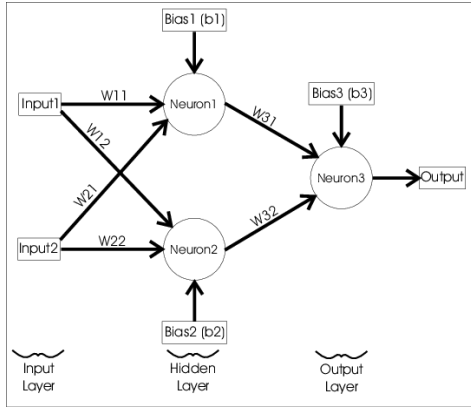 Bias1 (b1)
Input1
W11
Neuron1
W12
W31
Bias3 (b3)
Neuron3
Output
W21
W32
Input2
W22
Neuron2
Bias2 (b2)
Input
Layer
Hidden
Layer
Output
Layer